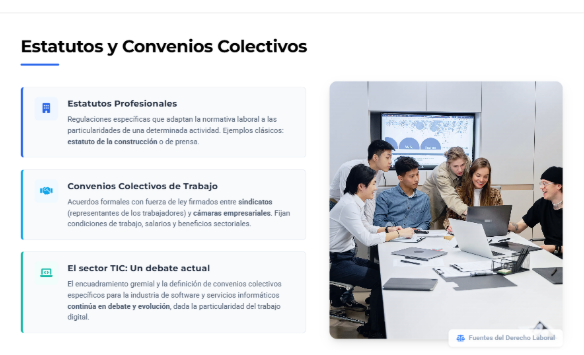 Estatutos y Convenios Colectivos
Estatutos Profesionales
Regulaciones específicas que adaptan la normativa laboral a las
particularidades de una determinada actividad. Ejemplos clásicos:
estatuto de la construcción o de prensa.
Convenios Colectivos de Trabajo
Acuerdos formales con fuerza de ley firmados entre sindicatos
(representantes de los trabajadores) y cámaras empresariales. Fijan
condiciones de trabajo, salarios y beneficios sectoriales.
El sector TIC: Un debate actual
El encuadramiento gremial y la definición de convenios colectivos
específicos para la industria de software y servicios informáticos
continúa en debate y evolución, dada la particularidad del trabajo
digital.
Fuentes del Derecho Laboral